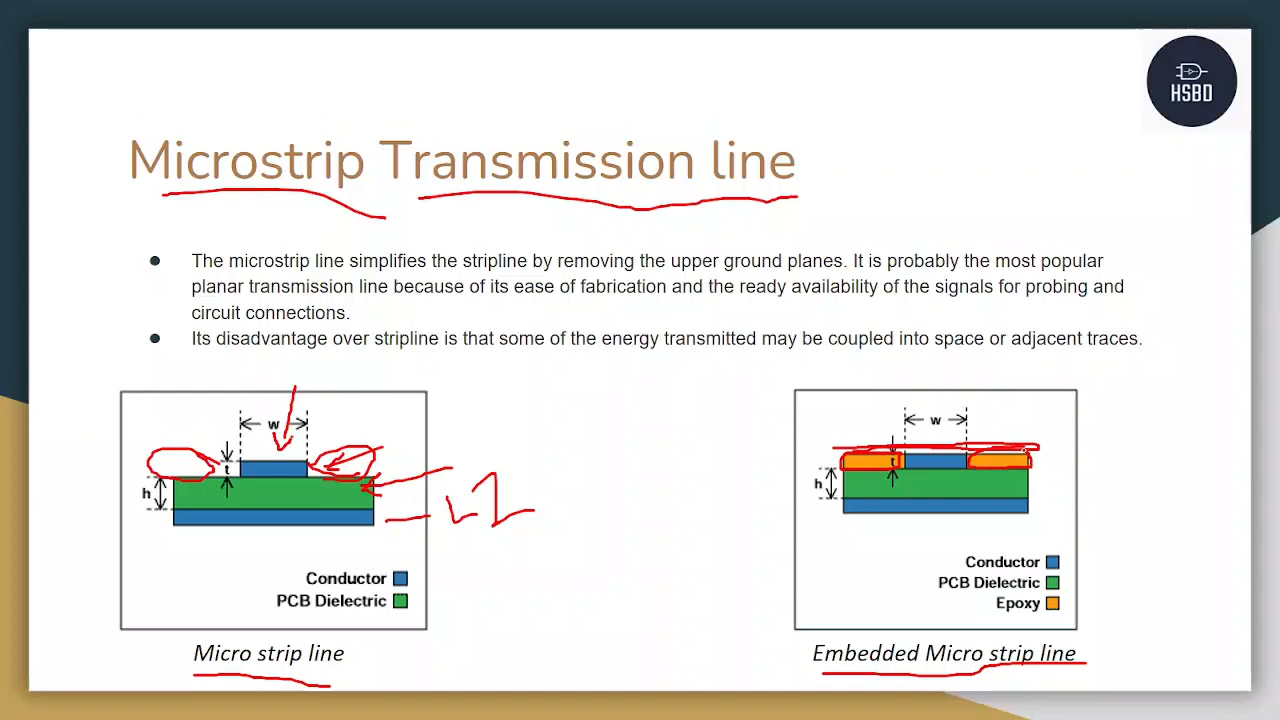 HSBD
Microstrip Transmission line
● The microstrip line simplifies the stripline by removing the upper ground planes. It is probably the most popular
planar transmission line because of its ease of fabrication and the ready availability of the signals for probing and
circuit connections.
● Its disadvantage over stripline is that some of the energy transmitted may be coupled into space or adjacent traces.
w
t
h
L2
Conductor
PCB Dielectric
Micro strip line
w
t
h
Conductor
PCB Dielectric
Epoxy
Embedded Micro strip line